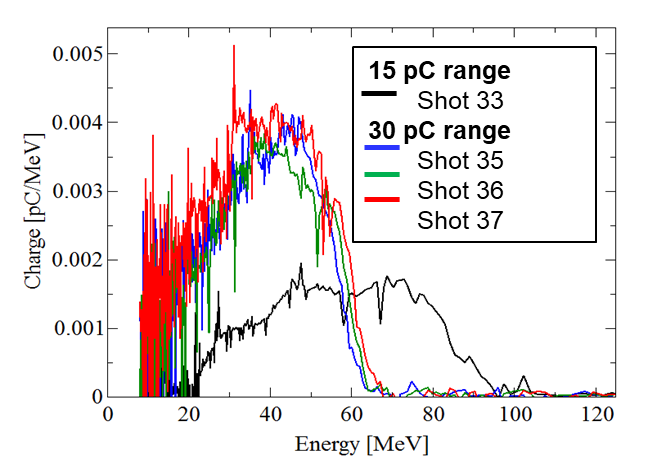 0.005
0.004
0.003
0.002
0.001
0
Charge [pC/MeV]
15 pC range
Shot 33
30 pC range
Shot 35
Shot 36
Shot 37
0 20 40 60 80 100 120
Energy [MeV]